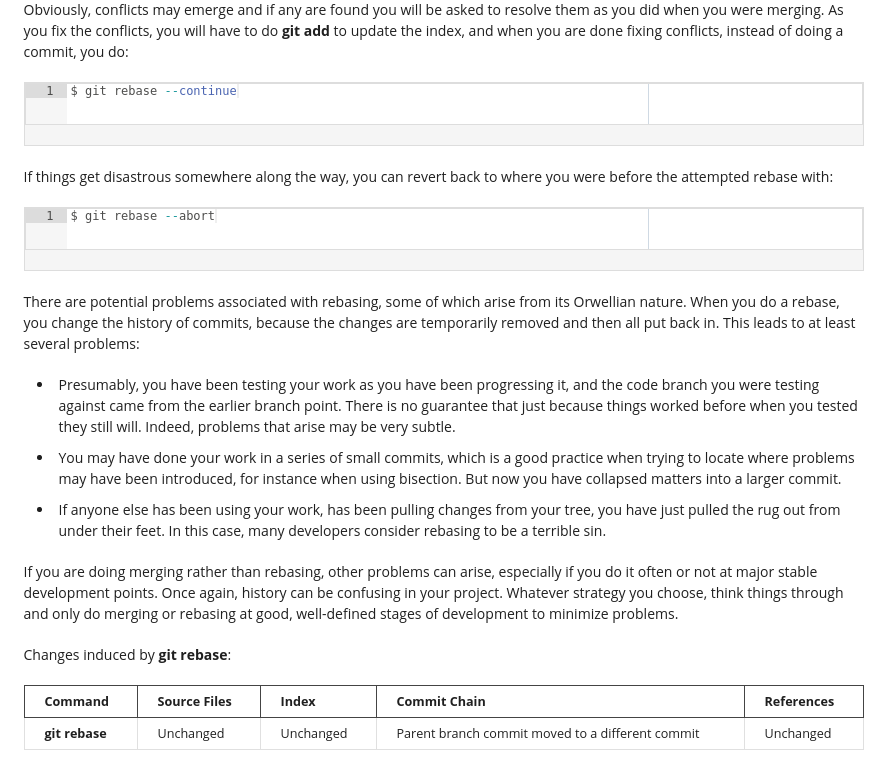 Obviously, conflicts may emerge and if any are found you will be asked to resolve them as you did when you were merging. As
you fix the conflicts, you will have to do git add to update the index, and when you are done fixing conflicts, instead of doing a
commit, you do:
1 $ git rebase --continue
If things get disastrous somewhere along the way, you can revert back to where you were before the attempted rebase with:
1 $ git rebase --abort
There are potential problems associated with rebasing, some of which arise from its Orwellian nature. When you do a rebase,
you change the history of commits, because the changes are temporarily removed and then all put back in. This leads to at least
several problems:
• Presumably, you have been testing your work as you have been progressing it, and the code branch you were testing
against came from the earlier branch point. There is no guarantee that just because things worked before when you tested
they still will. Indeed, problems that arise may be very subtle.
• You may have done your work in a series of small commits, which is a good practice when trying to locate where problems
may have been introduced, for instance when using bisection. But now you have collapsed matters into a larger commit.
• If anyone else has been using your work, has been pulling changes from your tree, you have just pulled the rug out from
under their feet. In this case, many developers consider rebasing to be a terrible sin.
If you are doing merging rather than rebasing, other problems can arise, especially if you do it often or not at major stable
development points. Once again, history can be confusing in your project. Whatever strategy you choose, think things through
and only do merging or rebasing at good, well-defined stages of development to minimize problems.
Changes induced by git rebase:
Command Source Files Index Commit Chain References
git rebase Unchanged Unchanged Parent branch commit moved to a different commit Unchanged